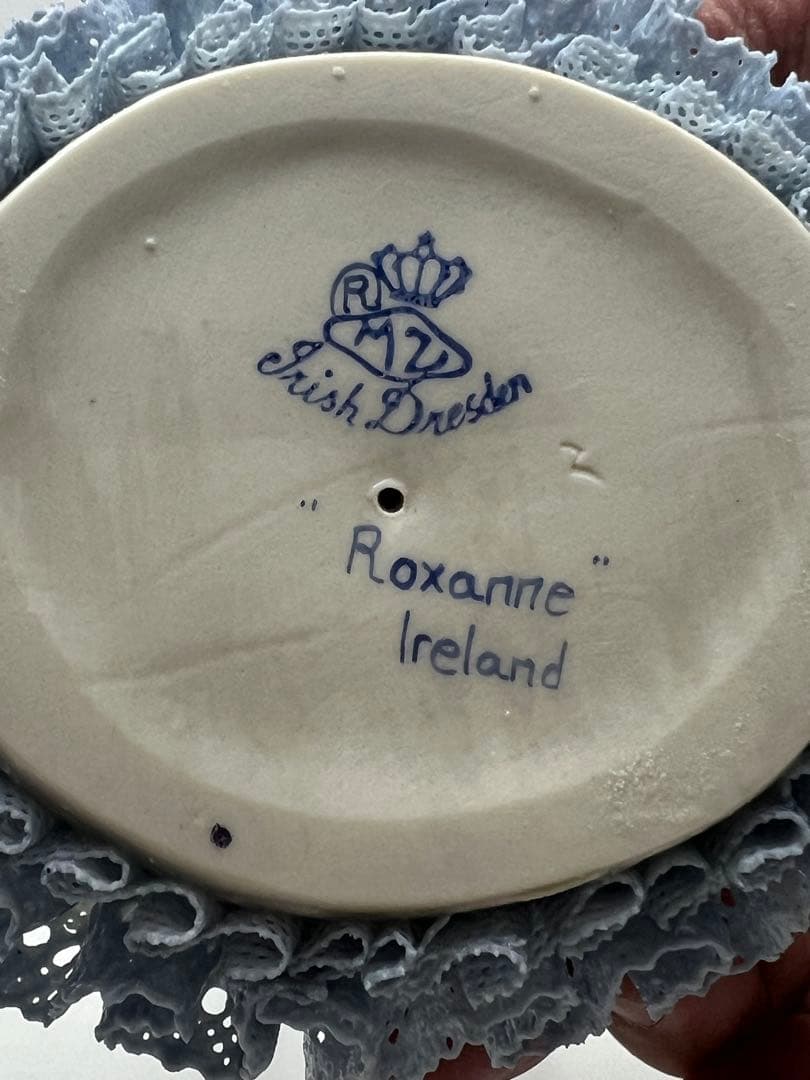 R
MZ
Irish Dresden
z
"Roxanne"
Ireland